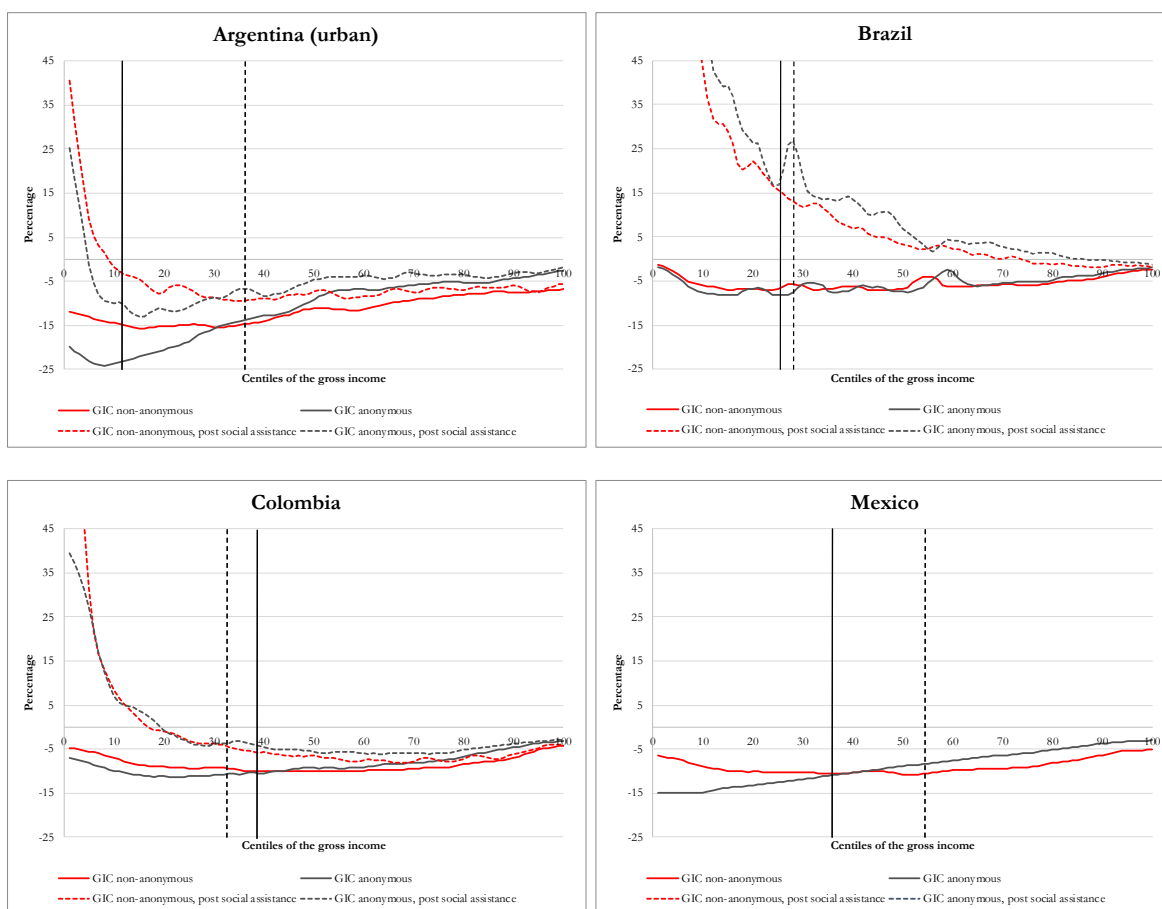 Argentina (urban)
45
35
25
15
5
-5
-15
-25
Percentage
0 10 20 30 40 50 60 70 80 90 100
Centiles of the gross income
GIC non-anonymous
GIC anonymous
GIC non-anonymous, post social assistance
GIC anonymous, post social assistance
Brazil
45
35
25
15
5
-5
-15
-25
Percentage
0 10 20 30 40 50 60 70 80 90 100
Centiles of the gross income
GIC non-anonymous
GIC anonymous
GIC non-anonymous, post social assistance
GIC anonymous, post social assistance
Colombia
45
35
25
15
5
-5
-15
-25
Percentage
0 10 20 30 40 50 60 70 80 90 100
Centiles of the gross income
GIC non-anonymous
GIC anonymous
GIC non-anonymous, post social assistance
GIC anonymous, post social assistance
Mexico
45
35
25
15
5
-5
-15
-25
Percentage
0 10 20 30 40 50 60 70 80 90 100
Centiles of the gross income
GIC non-anonymous
GIC anonymous
GIC non-anonymous, post social assistance
GIC anonymous, post social assistance